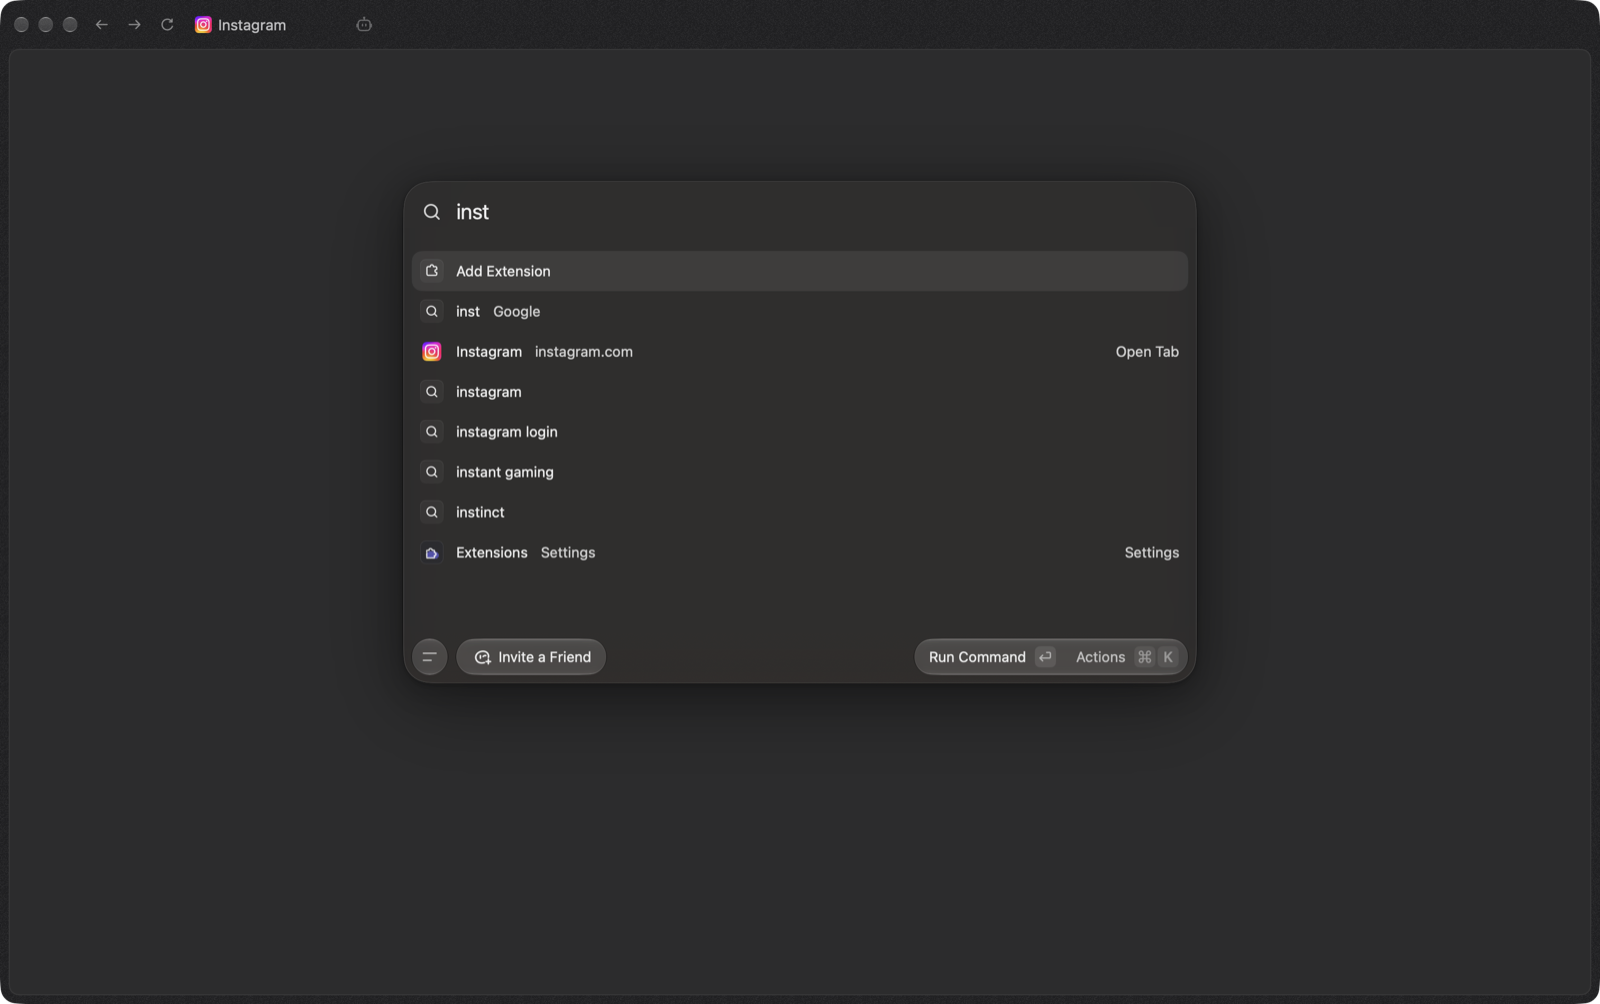 Instagram
inst
Add Extension
inst Google
Instagram instagram.com Open Tab
instagram
instagram login
instant gaming
instinct
Extensions Settings Settings
Invite a Friend Run Command ↩ Actions ⌘ K